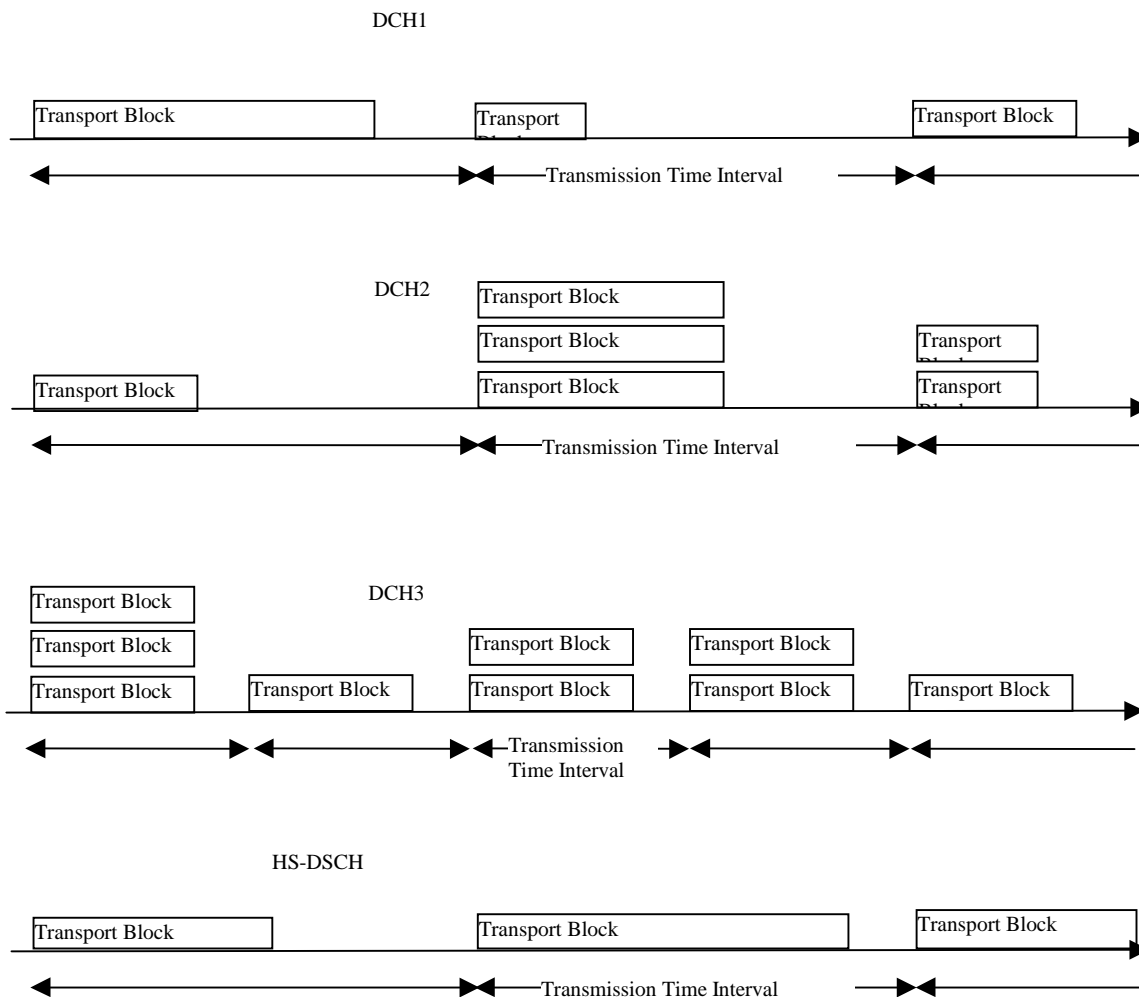 DCH1
Transport Block
Transport
Transport Block
Transmission Time Interval
DCH2
Transport Block
Transport Block
Transport
Transport Block
Transport Block
Transport
Transmission Time Interval
Transport Block
DCH3
Transport Block
Transport Block
Transport Block
Transport Block
Transport Block
Transport Block
Transport Block
Transport Block
Transport Block
Transmission
Time Interval
HS-DSCH
Transport Block
Transport Block
Transport Block
Transmission Time Interval